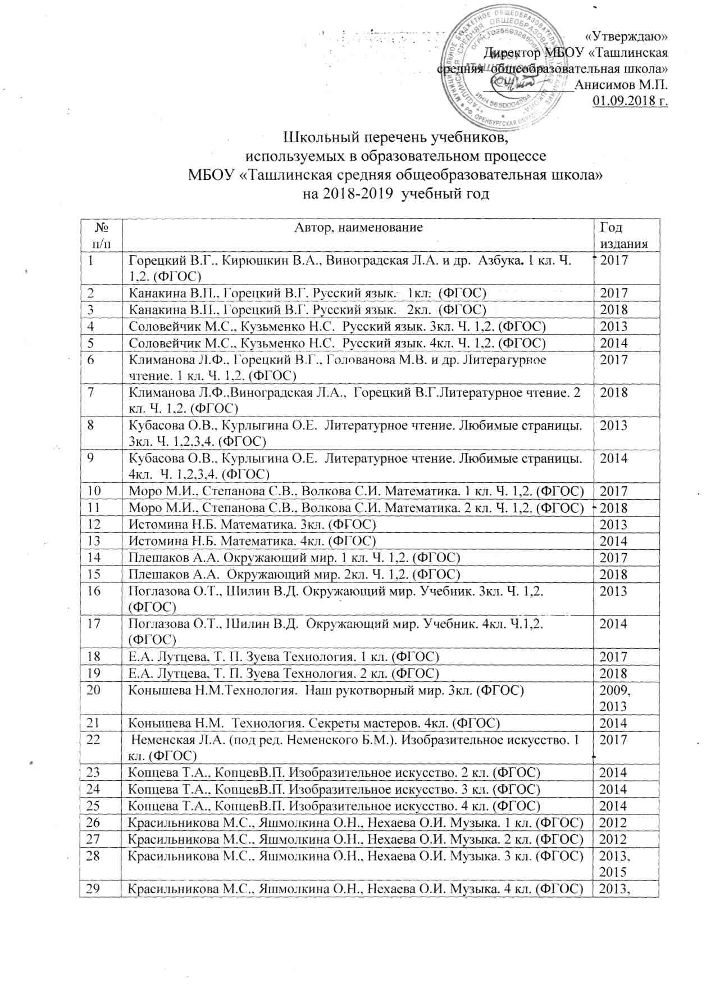 «Утверждаю»
Директор МБОУ «Ташлинская
средняя общеобразовательная школа»
____________Анисимов М.П.
01.09.2018 г.
Школьный перечень учебников,
используемых в образовательном процессе
МБОУ «Ташлинская средняя общеобразовательная школа»
на 2018-2019 учебный год
№ Автор, наименование Год
п/п издания
1 Горецкий В.Г., Кирюшкин В.А., Виноградская Л.А. и др. Азбука. 1 кл. Ч. 2017
1,2. (ФГОС)
2 Канакина В.П., Горецкий В.Г. Русский язык. 1кл. (ФГОС) 2017
3 Канакина В.П., Горецкий В.Г. Русский язык. 2кл. (ФГОС) 2018
4 Соловейчик М.С., Кузьменко Н.С. Русский язык. 3кл. Ч. 1,2. (ФГОС) 2013
5 Соловейчик М.С., Кузьменко Н.С. Русский язык. 4кл. Ч. 1,2. (ФГОС) 2014
6 Климанова Л.Ф., Горецкий В.Г., Голованова М.В. и др. Литературное 2017
чтение. 1 кл. Ч. 1,2. (ФГОС)
7 Климанова Л.Ф.,Виноградская Л.А., Горецкий В.Г.Литературное чтение. 2 2018
кл. Ч. 1,2. (ФГОС)
8 Кубасова О.В., Курлыгина О.Е. Литературное чтение. Любимые страницы. 2013
3кл. Ч. 1,2,3,4. (ФГОС)
9 Кубасова О.В., Курлыгина О.Е. Литературное чтение. Любимые страницы. 2014
4кл. Ч. 1,2,3,4. (ФГОС)
10 Моро М.И., Степанова С.В., Волкова С.И. Математика. 1 кл. Ч. 1,2. (ФГОС) 2017
11 Моро М.И., Степанова С.В., Волкова С.И. Математика. 2 кл. Ч. 1,2. (ФГОС) 2018
12 Истомина Н.Б. Математика. 3кл. (ФГОС) 2013
13 Истомина Н.Б. Математика. 4кл. (ФГОС) 2014
14 Плешаков А.А. Окружающий мир. 1 кл. Ч. 1,2. (ФГОС) 2017
15 Плешаков А.А. Окружающий мир. 2кл. Ч. 1,2. (ФГОС) 2018
16 Поглазова О.Т., Шилин В.Д. Окружающий мир. Учебник. 3кл. Ч. 1,2. 2013
(ФГОС)
17 Поглазова О.Т., Шилин В.Д. Окружающий мир. Учебник. 4кл. Ч.1,2. 2014
(ФГОС)
18 Е.А. Лутцева, Т. П. Зуева Технология. 1 кл. (ФГОС) 2017
19 Е.А. Лутцева, Т. П. Зуева Технология. 2 кл. (ФГОС) 2018
20 Конышева Н.М.Технология. Наш рукотворный мир. 3кл. (ФГОС) 2009,
2013
21 Конышева Н.М. Технология. Секреты мастеров. 4кл. (ФГОС) 2014
22 Неменская Л.А. (под ред. Неменского Б.М.). Изобразительное искусство. 1 2017
кл. (ФГОС)
23 Копцева Т.А., КопцевВ.П. Изобразительное искусство. 2 кл. (ФГОС) 2014
24 Копцева Т.А., КопцевВ.П. Изобразительное искусство. 3 кл. (ФГОС) 2014
25 Копцева Т.А., КопцевВ.П. Изобразительное искусство. 4 кл. (ФГОС) 2014
26 Красильникова М.С., Яшмолкина О.Н., Нехаева О.И. Музыка. 1 кл. (ФГОС) 2012
27 Красильникова М.С., Яшмолкина О.Н., Нехаева О.И. Музыка. 2 кл. (ФГОС) 2012
28 Красильникова М.С., Яшмолкина О.Н., Нехаева О.И. Музыка. 3 кл. (ФГОС) 2013,
2015
29 Красильникова М.С., Яшмолкина О.Н., Нехаева О.И. Музыка. 4 кл. (ФГОС) 2013,